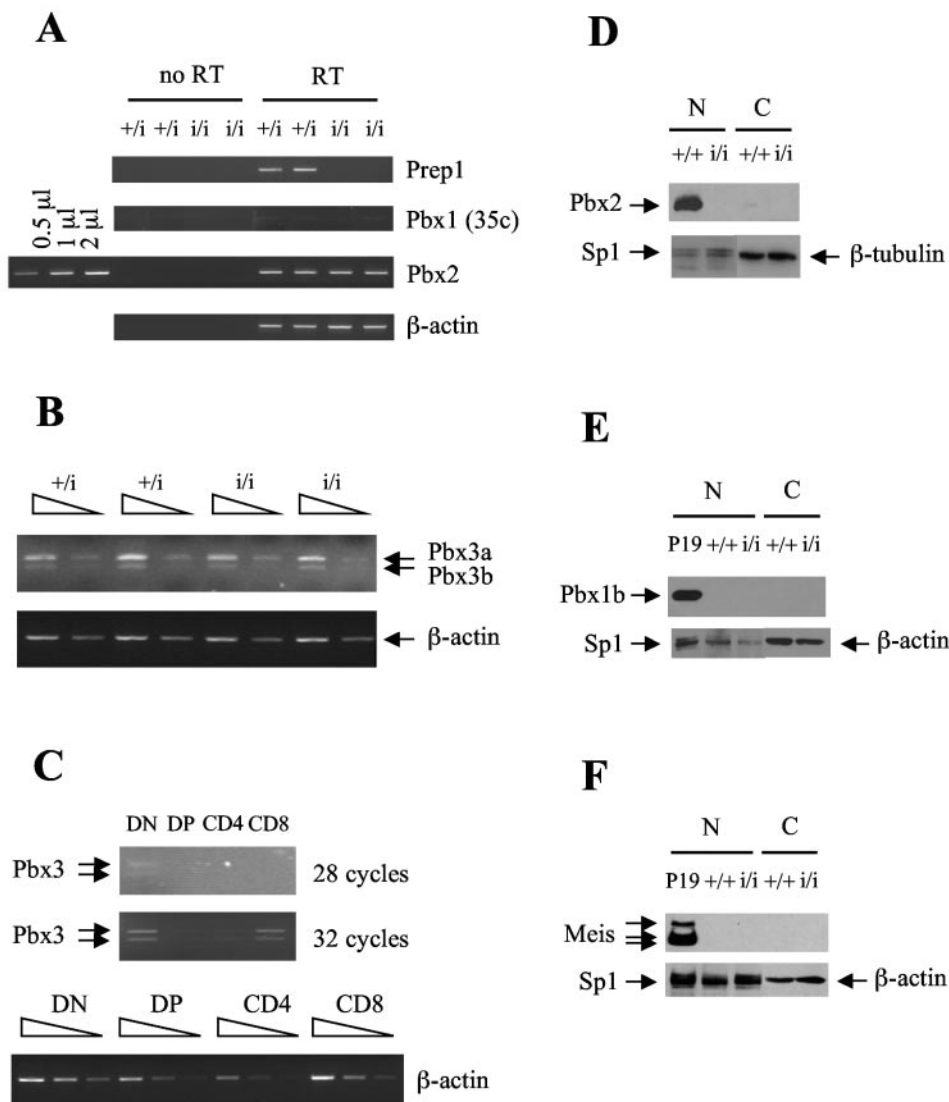 A
no RT RT
+/i +/i i/i i/i +/i +/i i/i i/i
Prep1
0.5 µl
1 µl
2 µl
Pbx1 (35c)
Pbx2
β-actin
B
+/i +/i i/i i/i
Pbx3a
Pbx3b
β-actin
C
DN DP CD4 CD8
Pbx3 28 cycles
Pbx3 32 cycles
DN DP CD4 CD8
β-actin
D
N C
+/+ i/i +/+ i/i
Pbx2
Sp1 β-tubulin
E
N C
P19 +/+ i/i +/+ i/i
Pbx1b
Sp1 β-actin
F
N C
P19 +/+ i/i +/+ i/i
Meis
Sp1 β-actin